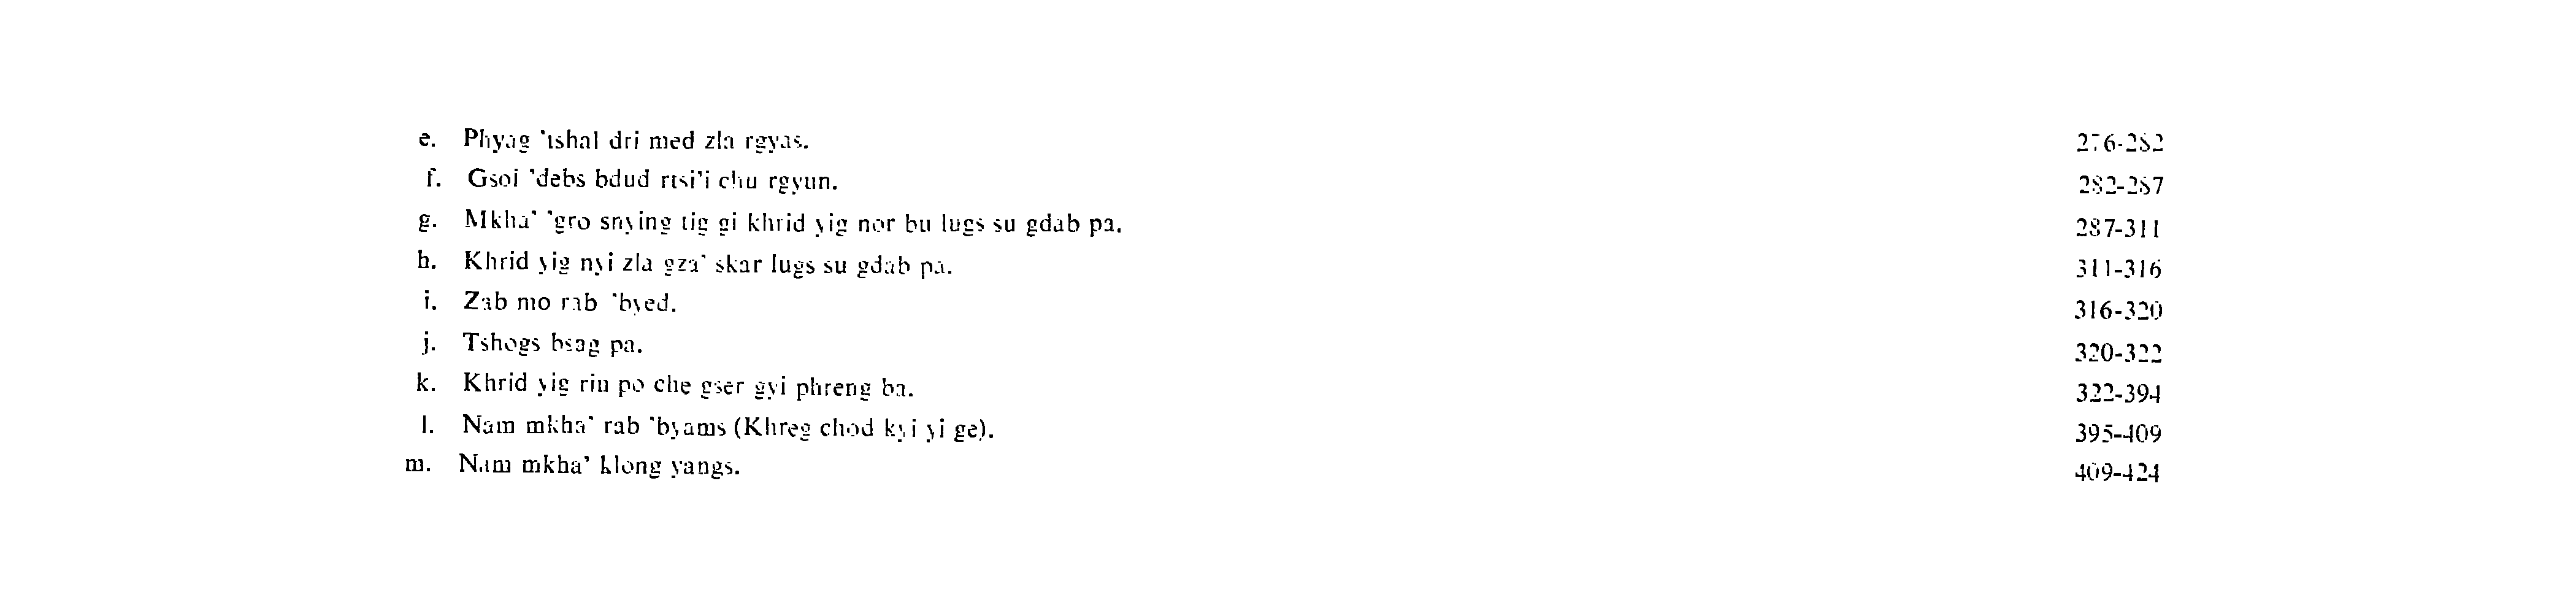 e. Phyag 'tshal dri med zla rgyas. 276-282
f. Gsol 'debs bdud rtsi'i chu rgyun. 282-287
g. Mkha' 'gro snying tig gi khrid yig nor bu lugs su gdab pa. 287-311
h. Khrid yig nyi zla gza' skar lugs su gdab pa. 311-316
i. Zab mo rab 'byed. 316-320
j. Tshogs bsag pa. 320-322
k. Khrid yig rin po che gser gyi phreng ba. 322-394
l. Nam mkha' rab 'byams (Khreg chod kyi yi ge). 395-409
m. Nam mkha' klong yangs. 409-424